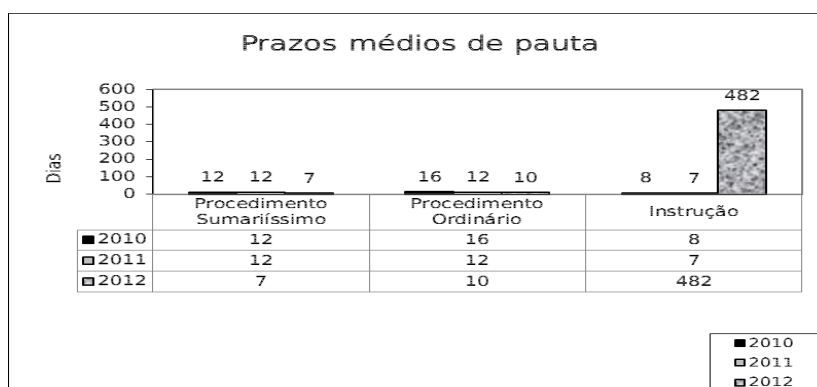 Prazos médios de pauta
Dias
600
500
400
300
200
100
0
12 12 7
16 12 10
8 7 482
Procedimento Sumariíssimo
Procedimento Ordinário
Instrução
2010 12 16 8
2011 12 12 7
2012 7 10 482
2010
2011
2012